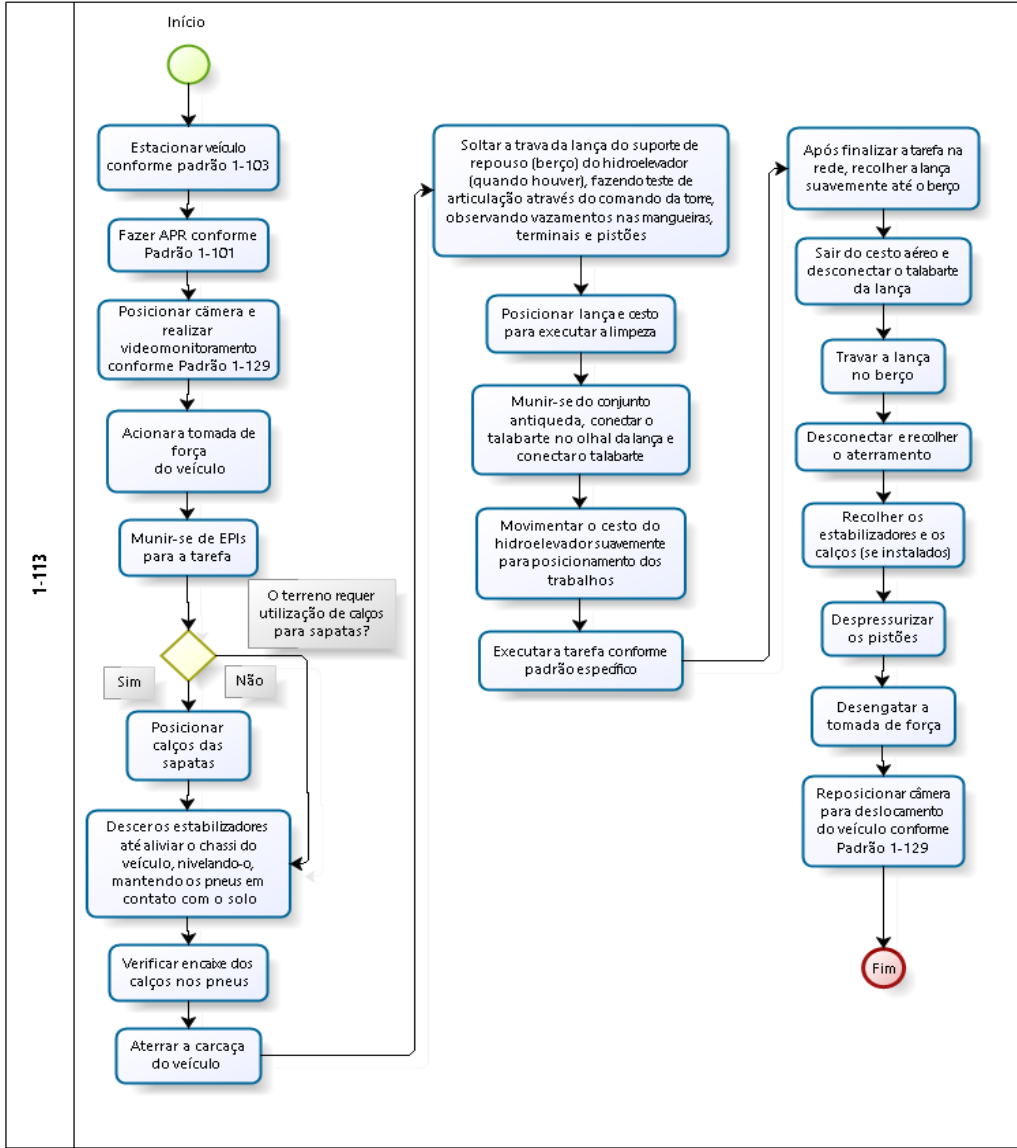 1-113
Início
Estacionar veículo
conforme padrão 1-103
Fazer APR conforme
Padrão 1-101
Posicionar câmera e
realizar
videomonitoramento
conforme Padrão 1-129
Acionar a tomada de
força
do veículo
Munir-se de EPIs
para a tarefa
O terreno requer
utilização de calços
para sapatas?
Sim
Não
Posicionar
calços das
sapatas
Descer os estabilizadores
até aliviar o chassi do
veículo, nivelando-o,
mantendo os pneus em
contato com o solo
Verificar encaixe dos
calços nos pneus
Aterrar a carcaça
do veículo
Soltar a trava da lança do suporte de
repouso (berço) do hidroelevador
(quando houver), fazendo teste de
articulação através do comando da torre,
observando vazamentos nas mangueiras,
terminais e pistões
Posicionar lança e cesto
para executar a limpeza
Munir-se do conjunto
antiqueda, conectar o
talabarte no olhal da lança e
conectar o talabarte
Movimentar o cesto do
hidroelevador suavemente
para posicionamento dos
trabalhos
Executar a tarefa conforme
padrão específico
Após finalizar a tarefa na
rede, recolher a lança
suavemente até o berço
Sair do cesto aéreo e
desconectar o talabarte
da lança
Travar a lança
no berço
Desconectar e recolher
o aterramento
Recolher os
estabilizadores e os
calços (se instalados)
Despressurizar
os pistões
Desengatar a
tomada de força
Reposicionar câmera
para deslocamento
do veículo conforme
Padrão 1-129
Fim